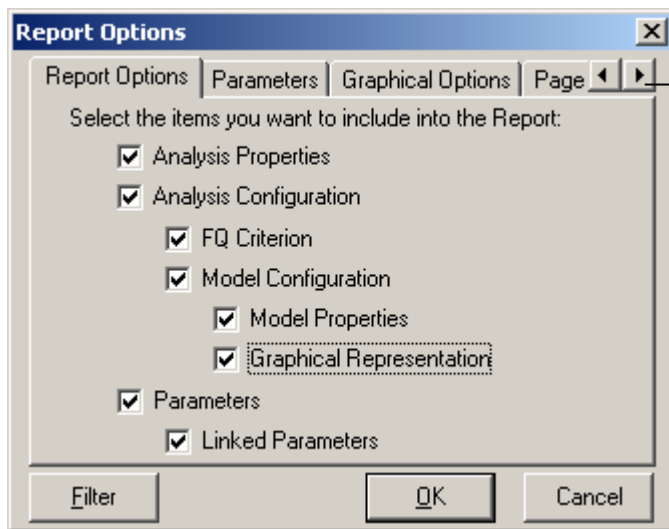 Report Options
Report Options Parameters Graphical Options Page
Select the items you want to include into the Report:
Analysis Properties
Analysis Configuration
FQ Criterion
Model Configuration
Model Properties
Graphical Representation
Parameters
Linked Parameters
Filter OK Cancel